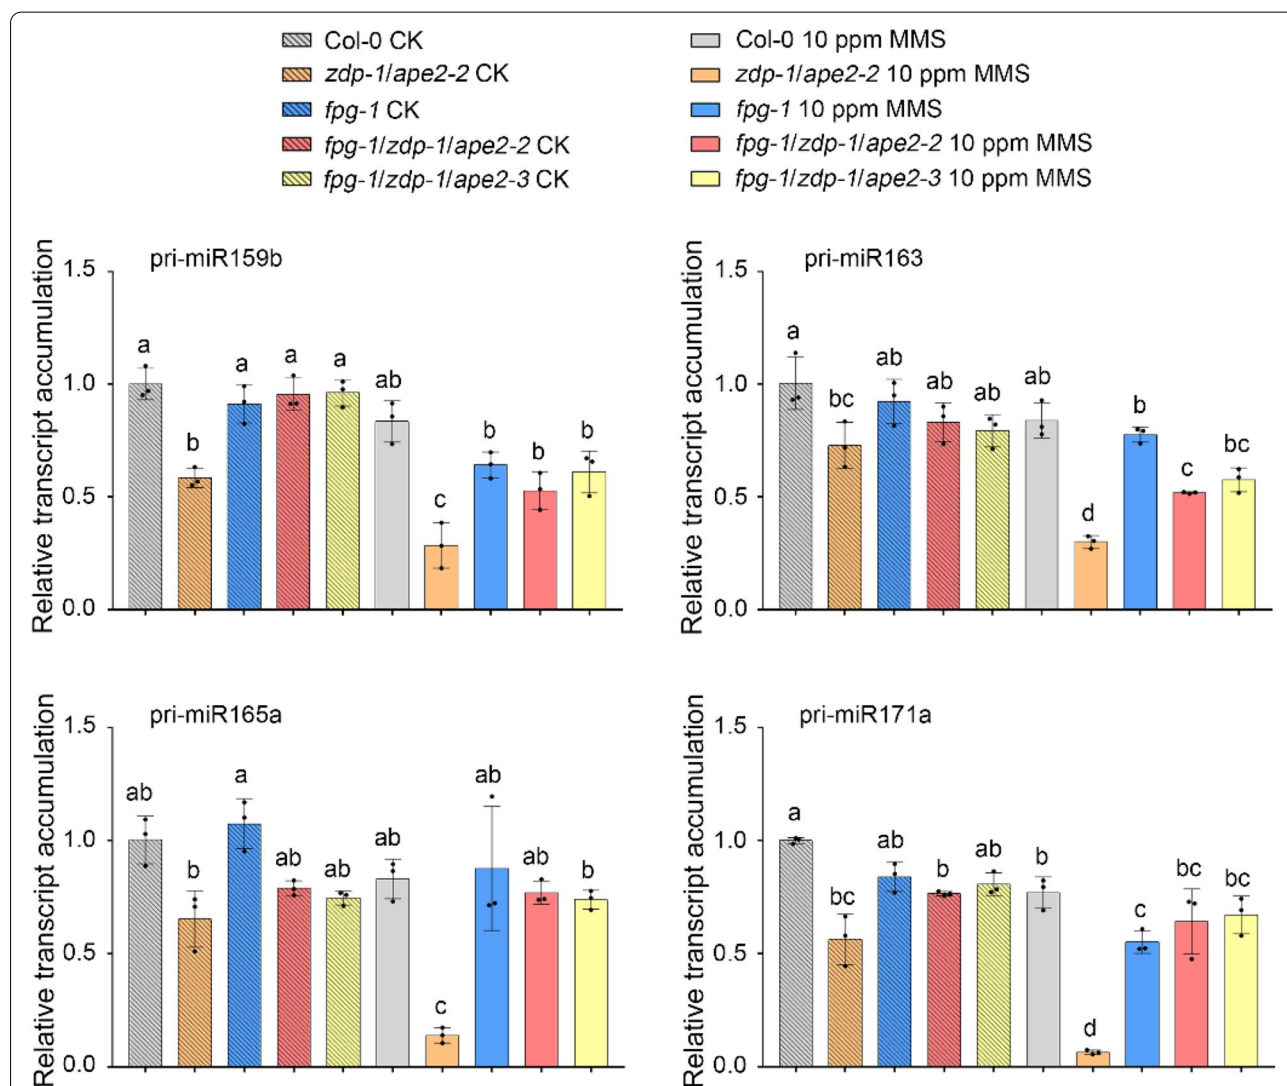 Col-0 CK
zdp-1/ape2-2 CK
fpg-1 CK
fpg-1/zdp-1/ape2-2 CK
fpg-1/zdp-1/ape2-3 CK
Col-0 10 ppm MMS
zdp-1/ape2-2 10 ppm MMS
fpg-1 10 ppm MMS
fpg-1/zdp-1/ape2-2 10 ppm MMS
fpg-1/zdp-1/ape2-3 10 ppm MMS
pri-miR159b
Relative transcript accumulation
1.5
1.0
0.5
0.0
a b a a a ab c b b b
pri-miR163
Relative transcript accumulation
1.5
1.0
0.5
0.0
a bc ab ab ab ab d b c bc
pri-miR165a
Relative transcript accumulation
1.5
1.0
0.5
0.0
ab b a ab ab ab c ab ab b
pri-miR171a
Relative transcript accumulation
1.5
1.0
0.5
0.0
a bc ab b ab b d c bc bc